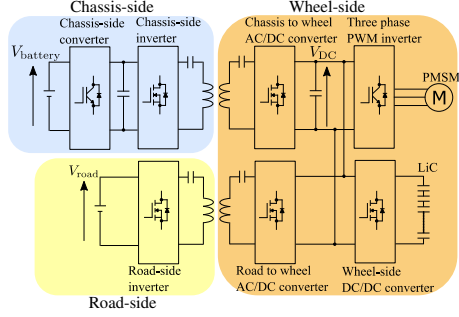 Chassis-side
Wheel-side
Chassis-side
converter
Chassis-side
inverter
Chassis to wheel
AC/DC converter
Three phase
PWM inverter
V_battery
V_DC
PMSM
M
V_road
LiC
Road-side
inverter
Road to wheel
AC/DC converter
Wheel-side
DC/DC converter
Road-side